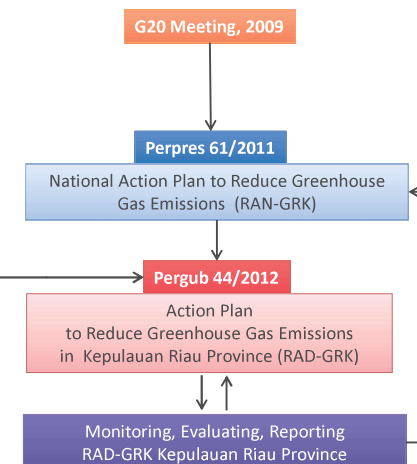 G20 Meeting, 2009
Perpres 61/2011
National Action Plan to Reduce Greenhouse
Gas Emissions (RAN-GRK)
Pergub 44/2012
Action Plan
to Reduce Greenhouse Gas Emissions
in Kepulauan Riau Province (RAD-GRK)
Monitoring, Evaluating, Reporting
RAD-GRK Kepulauan Riau Province